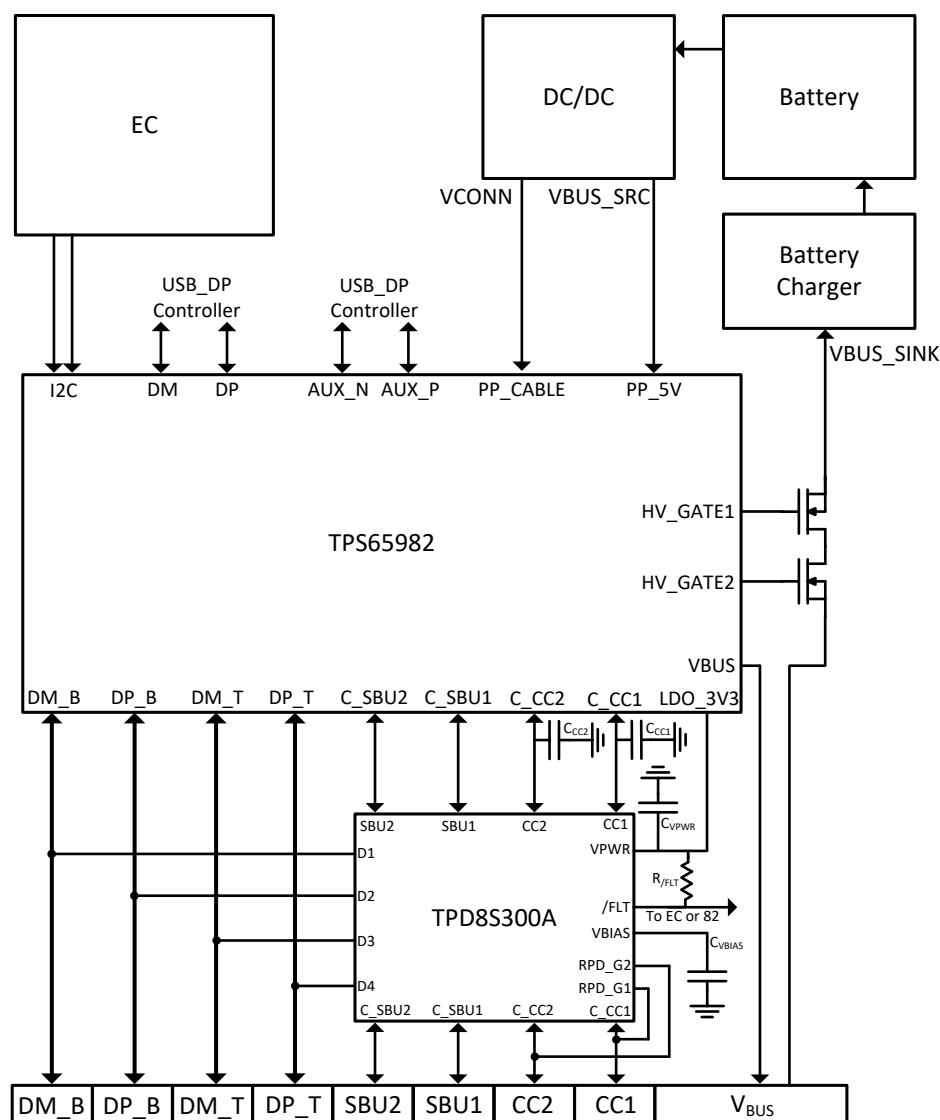 EC
DC/DC
Battery
VCONN
VBUS_SRC
Battery
Charger
USB_DP
Controller
USB_DP
Controller
VBUS_SINK
I2C
DM
DP
AUX_N
AUX_P
PP_CABLE
PP_5V
HV_GATE1
TPS65982
HV_GATE2
VBUS
DM_B
DP_B
DM_T
DP_T
C_SBU2
C_SBU1
C_CC2
C_CC1
LDO_3V3
CCC2
CCC1
CVPWR
SBU2
SBU1
CC2
CC1
VPWR
D1
R/FLT
D2
/FLT
To EC or 82
TPD8S300A
VBIAS
CVBIAS
D3
RPD_G2
RPD_G1
D4
C_SBU2
C_SBU1
C_CC2
C_CC1
DM_B
DP_B
DM_T
DP_T
SBU2
SBU1
CC2
CC1
VBUS